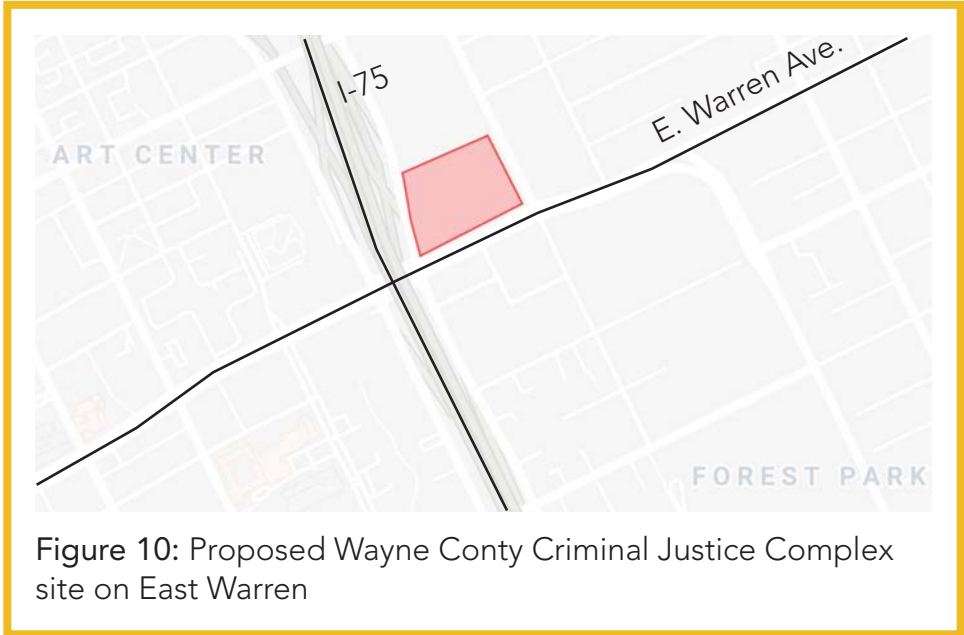 I-75
E. Warren Ave.
ART CENTER
FOREST PARK
Figure 10: Proposed Wayne Conty Criminal Justice Complex
site on East Warren